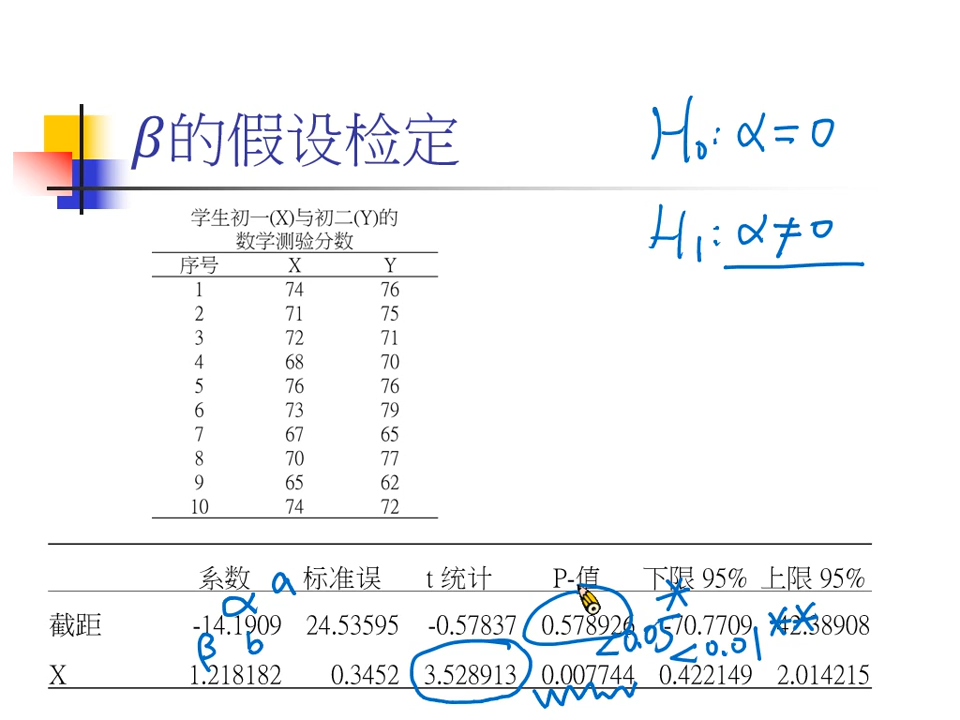 β的假设检定
H₀: α=0
H₁: α≠0
学生初一(X)与初二(Y)的
数学测验分数
序号 X Y
1 74 76
2 71 75
3 72 71
4 68 70
5 76 76
6 73 79
7 67 65
8 70 77
9 65 62
10 74 72
系数 a 标准误 t 统计 P-值 下限 95% 上限 95%
α * **
截距 -14.1909 24.53595 -0.57837 0.578926 -70.7709 42.38908
β b <0.05 <0.01
X 1.218182 0.3452 3.528913 0.007744 0.422149 2.014215